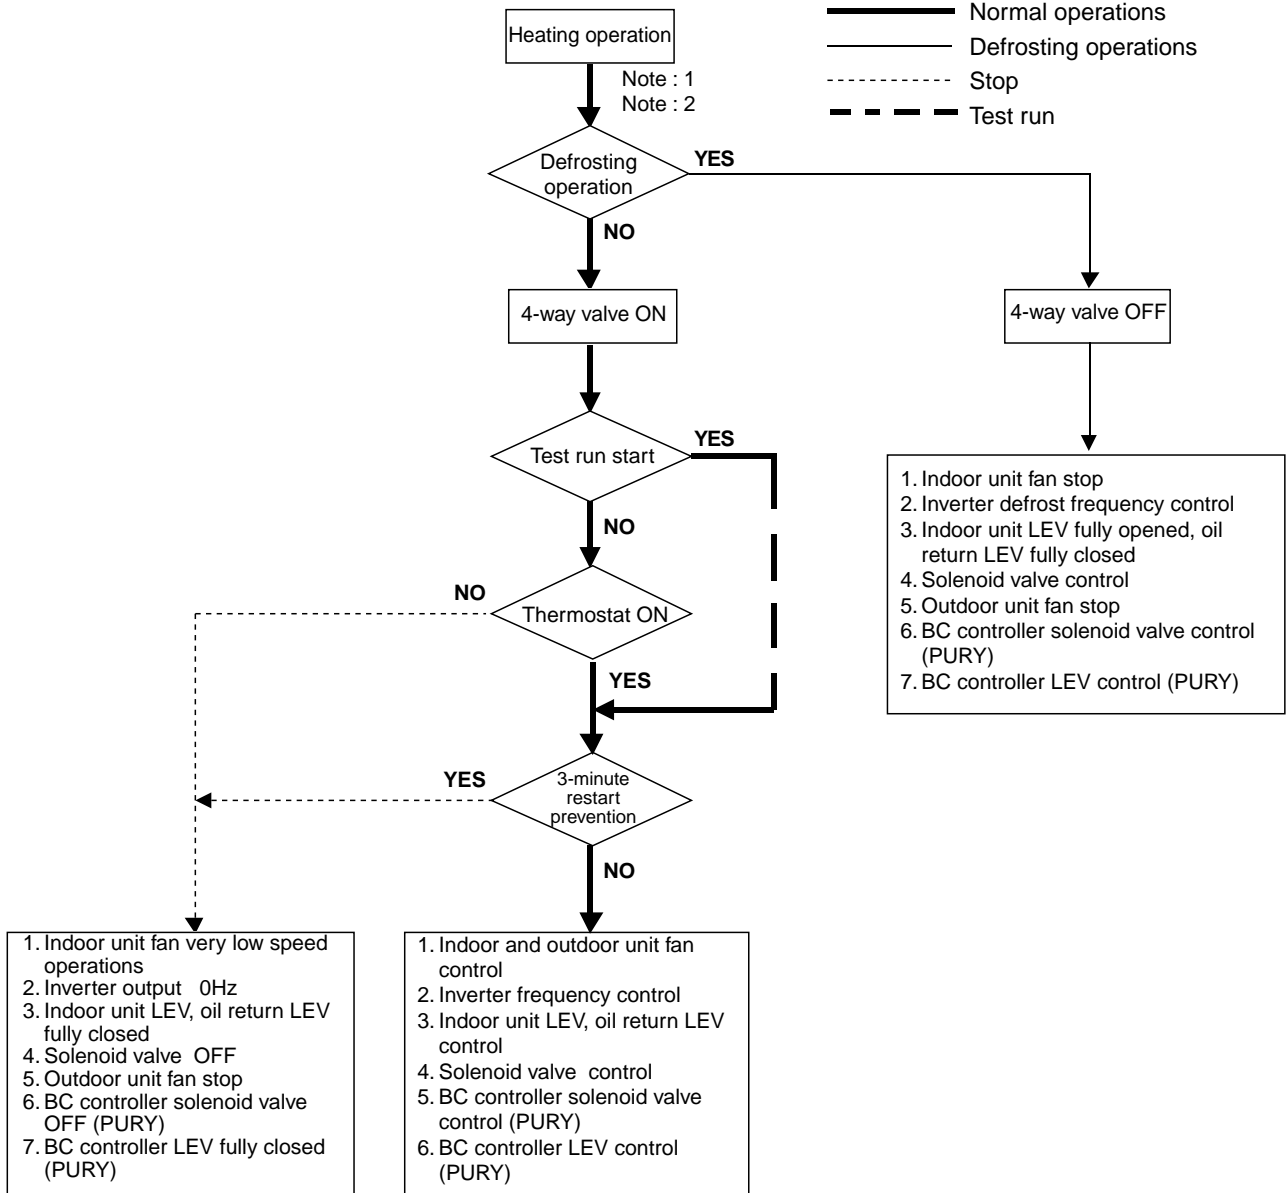 Heating operation
Normal operations
Defrosting operations
Stop
Test run
Note : 1
Note : 2
Defrosting
operation
YES
NO
4-way valve ON
4-way valve OFF
Test run start
YES
NO
1. Indoor unit fan stop
2. Inverter defrost frequency control
3. Indoor unit LEV fully opened, oil
return LEV fully closed
4. Solenoid valve control
5. Outdoor unit fan stop
6. BC controller solenoid valve control
(PURY)
7. BC controller LEV control (PURY)
NO
Thermostat ON
YES
YES
3-minute
restart
prevention
NO
1. Indoor unit fan very low speed
operations
2. Inverter output 0Hz
3. Indoor unit LEV, oil return LEV
fully closed
4. Solenoid valve OFF
5. Outdoor unit fan stop
6. BC controller solenoid valve
OFF (PURY)
7. BC controller LEV fully closed
(PURY)
1. Indoor and outdoor unit fan
control
2. Inverter frequency control
3. Indoor unit LEV, oil return LEV
control
4. Solenoid valve control
5. BC controller solenoid valve
control (PURY)
6. BC controller LEV control
(PURY)